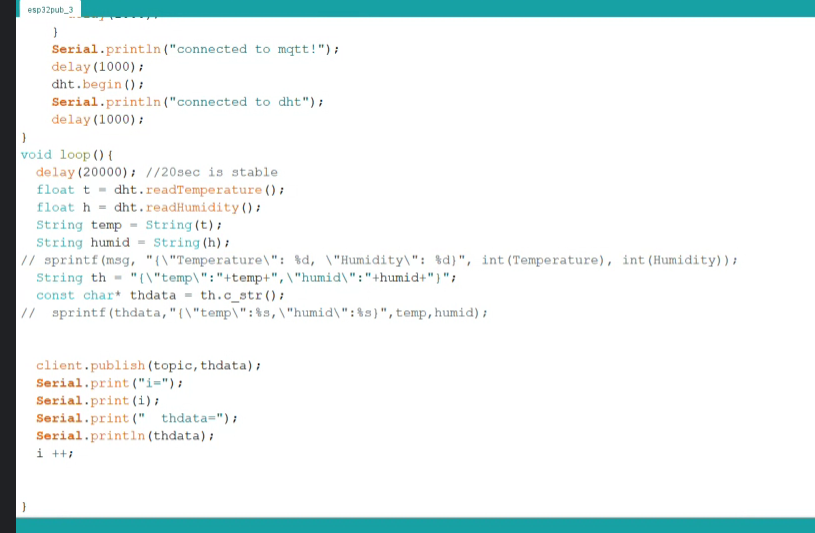 esp32pub_3
}
Serial.println("connected to mqtt!");
delay(1000);
dht.begin();
Serial.println("connected to dht");
delay(1000);
}
void loop(){
delay(20000); //20sec is stable
float t = dht.readTemperature();
float h = dht.readHumidity();
String temp = String(t);
String humid = String(h);
// sprintf(msg, "{\"Temperature\": %d, \"Humidity\": %d}", int(Temperature), int(Humidity));
String th = "{\"temp\":"+temp+",\"humid\":"+humid+"}";
const char* thdata = th.c_str();
//  sprintf(thdata,"{\"temp\":%s,\"humid\":%s}",temp,humid);
client.publish(topic,thdata);
Serial.print("i=");
Serial.print(i);
Serial.print("  thdata=");
Serial.println(thdata);
i ++;
}